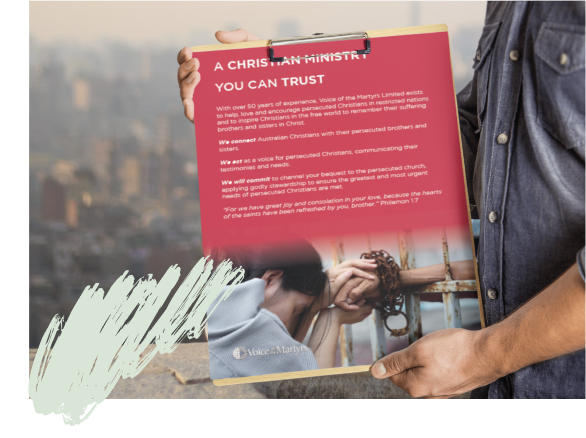 A CHRISTIAN MINISTRY
YOU CAN TRUST
With over 50 years of experience, Voice of the Martyrs Limited exists
to help, love and encourage persecuted Christians in restricted nations
and to inspire Christians in the free world to remember their suffering
brothers and sisters in Christ.
We connect Australian Christians with their persecuted brothers and
sisters.
We act as a voice for persecuted Christians, communicating their
testimonies and needs.
We will commit to channel your bequest to the persecuted church,
applying godly stewardship to ensure the greatest and most urgent
needs of persecuted Christians are met.
"For we have great joy and consolation in your love, because the hearts
of the saints have been refreshed by you, brother." Philemon 1:7
Voice of the Martyrs